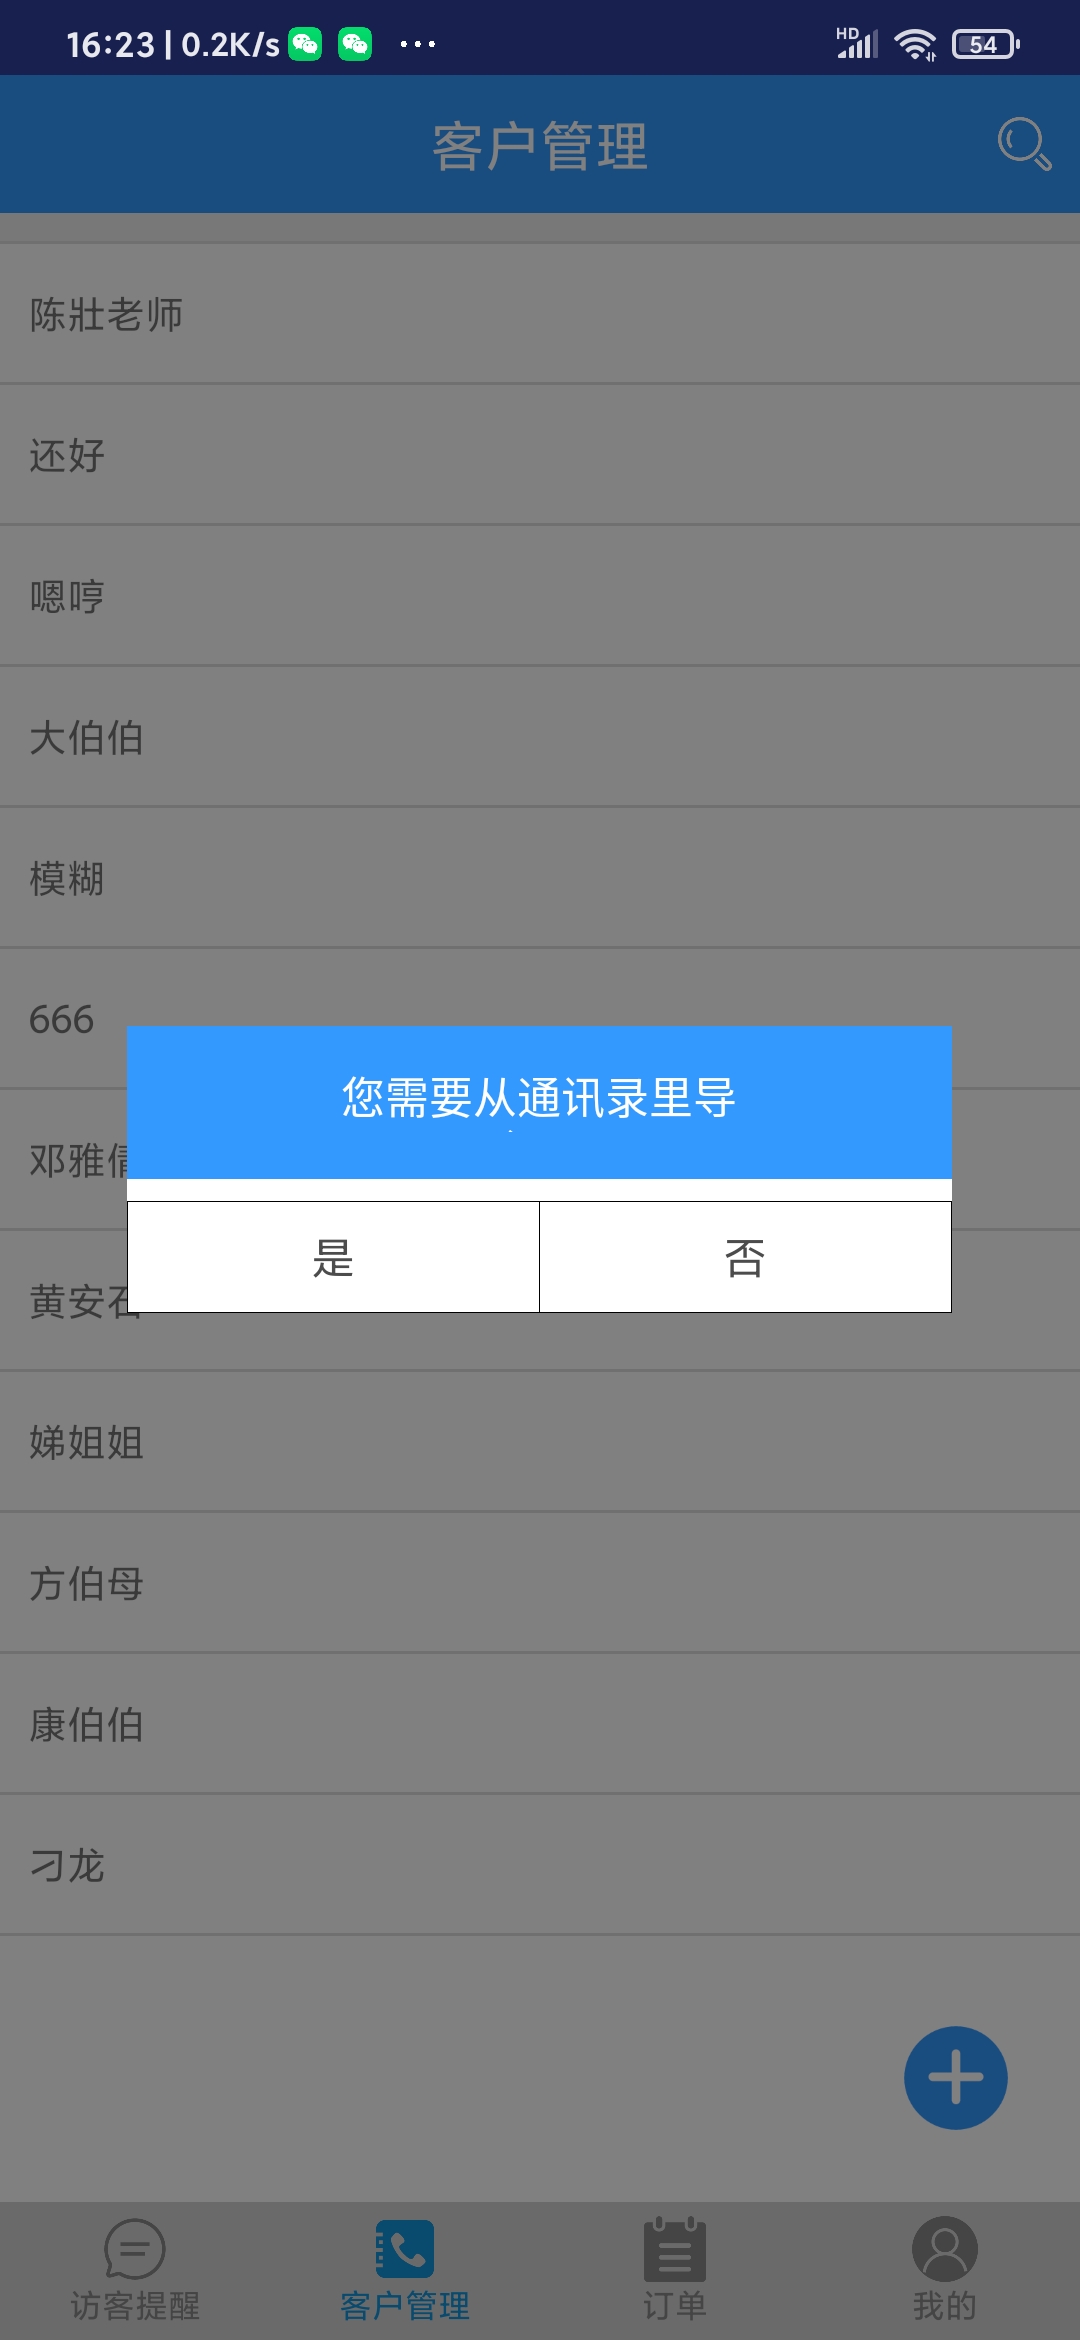 16:23 | 0.2K/s ... HD 54
客户管理
陈壯老师
还好
嗯哼
大伯伯
模糊
666
您需要从通讯录里导
邓雅倩
是
否
黄安石
娣姐姐
方伯母
康伯伯
刁龙
访客提醒
客户管理
订单
我的